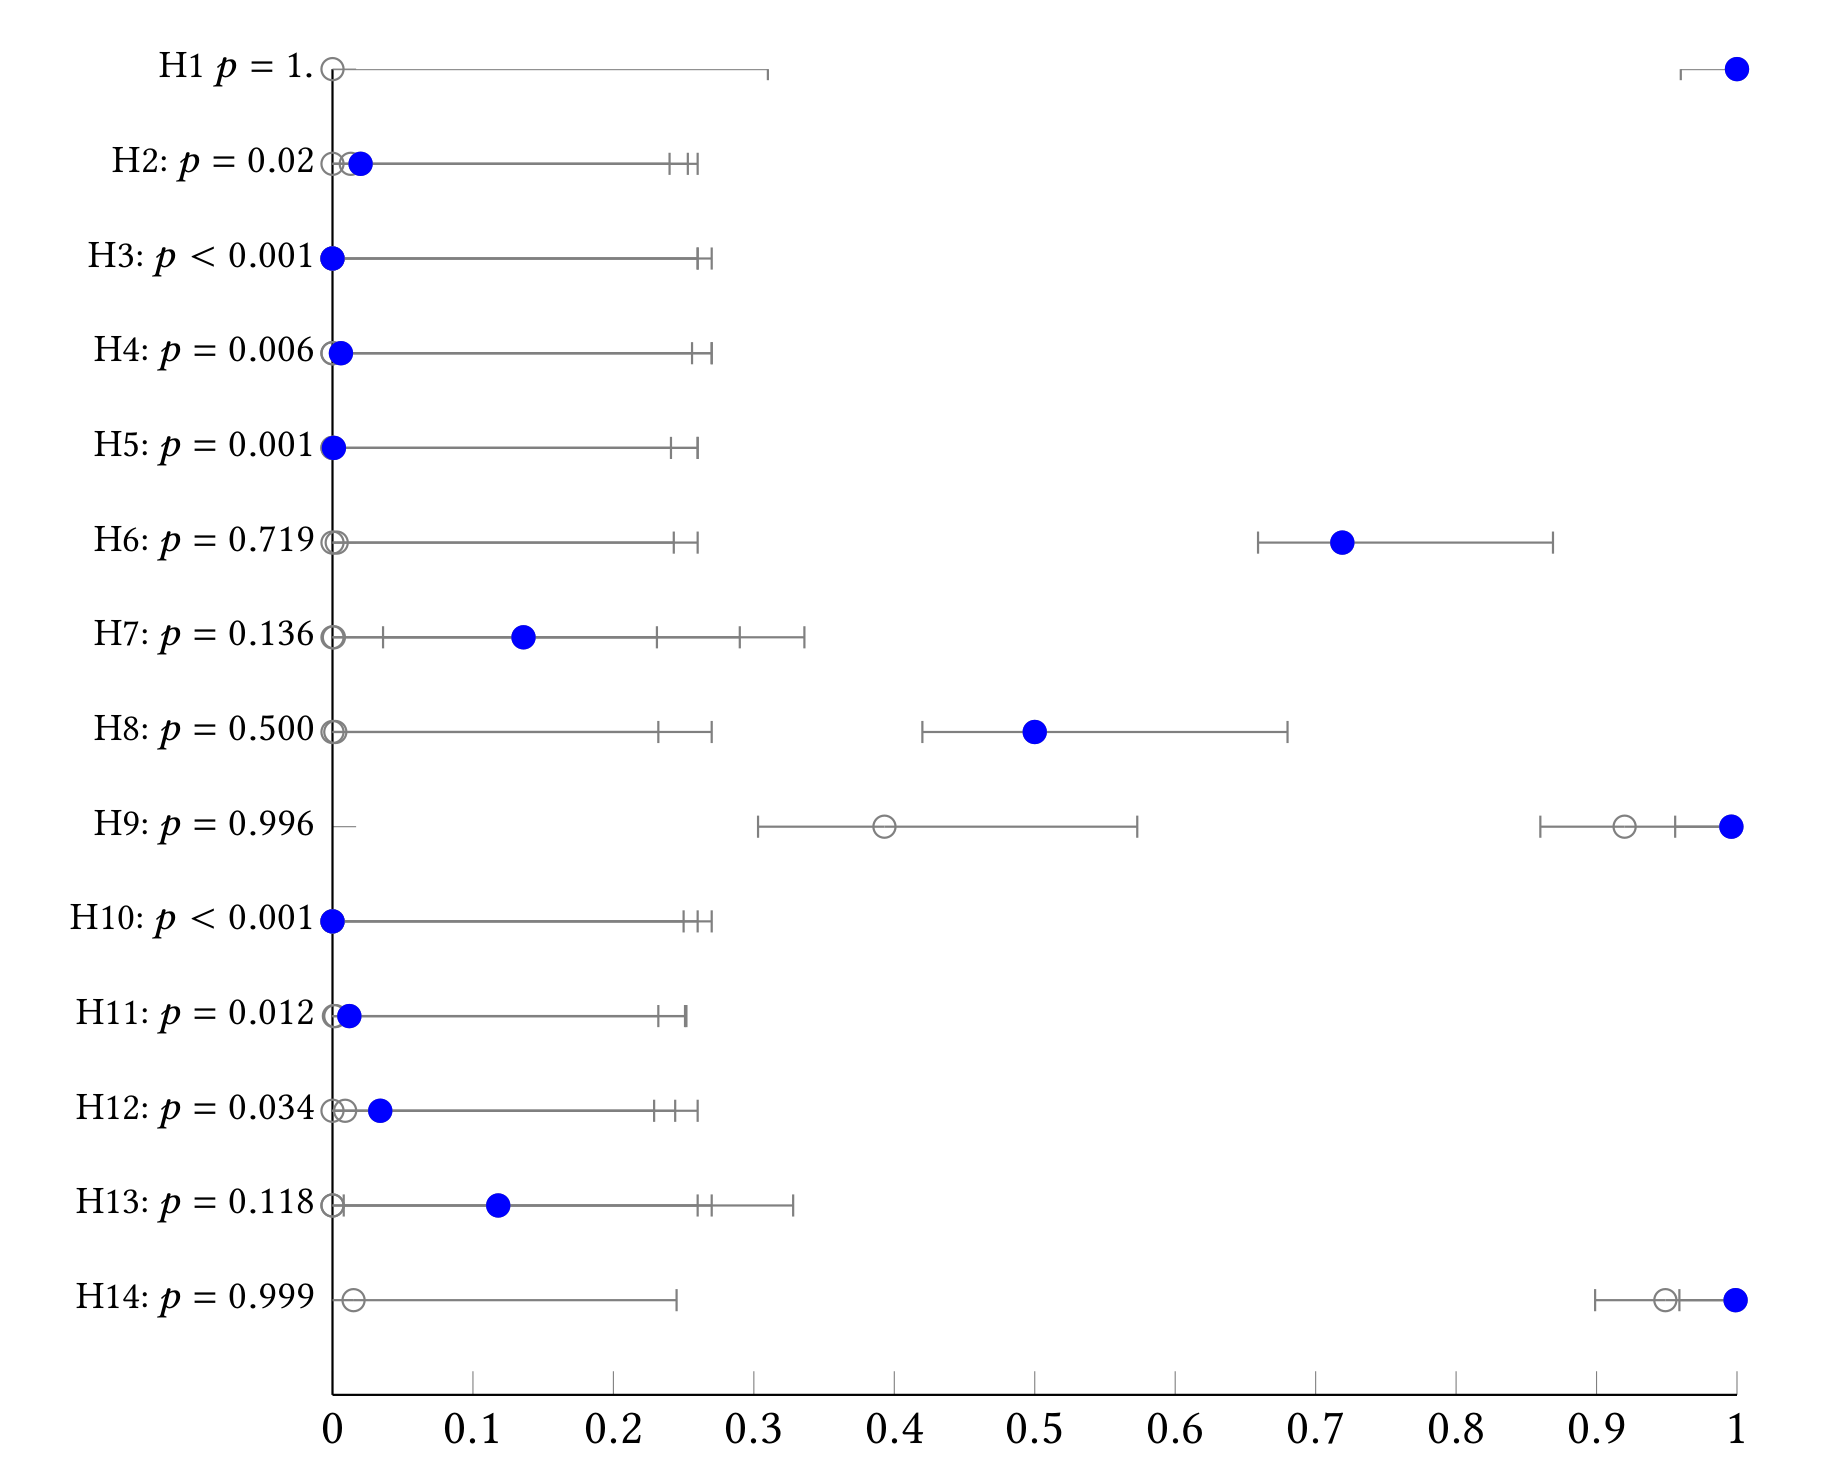 H1 p = 1.
H2: p = 0.02
H3: p < 0.001
H4: p = 0.006
H5: p = 0.001
H6: p = 0.719
H7: p = 0.136
H8: p = 0.500
H9: p = 0.996
H10: p < 0.001
H11: p = 0.012
H12: p = 0.034
H13: p = 0.118
H14: p = 0.999
0 0.1 0.2 0.3 0.4 0.5 0.6 0.7 0.8 0.9 1